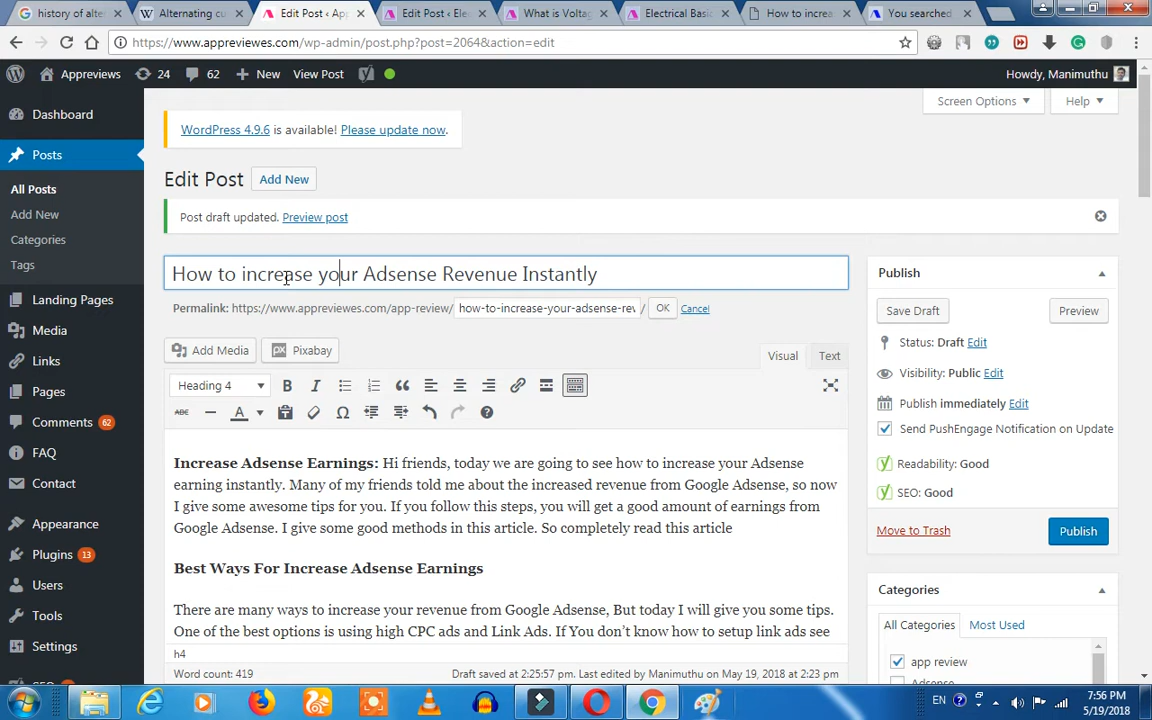 history of alter
Alternating cu
Edit Post ‹ App
Edit Post ‹ Elec
What is Voltag
Electrical Basic
How to increa
You searched
https://www.appreviewes.com/wp-admin/post.php?post=2064&action=edit
Appreviews
24
62
New
View Post
Howdy, Manimuthu
Screen Options
Help
Dashboard
Posts
All Posts
Add New
Categories
Tags
Landing Pages
Media
Links
Pages
Comments 62
FAQ
Contact
Appearance
Plugins 13
Users
Tools
Settings
WordPress 4.9.6 is available! Please update now.
Edit Post
Add New
Post draft updated. Preview post
How to increase your Adsense Revenue Instantly
Permalink: https://www.appreviewes.com/app-review/ how-to-increase-your-adsense-rev / OK Cancel
Add Media
Pixabay
Visual
Text
Heading 4
B I
ABC
A
Increase Adsense Earnings: Hi friends, today we are going to see how to increase your Adsense
earning instantly. Many of my friends told me about the increased revenue from Google Adsense, so now
I give some awesome tips for you. If you follow this steps, you will get a good amount of earnings from
Google Adsense. I give some good methods in this article. So completely read this article
Best Ways For Increase Adsense Earnings
There are many ways to increase your revenue from Google Adsense, But today I will give you some tips.
One of the best options is using high CPC ads and Link Ads. If You don't know how to setup link ads see
h4
Word count: 419
Draft saved at 2:25:57 pm. Last edited by Manimuthu on May 19, 2018 at 2:23 pm
Publish
Save Draft
Preview
Status: Draft Edit
Visibility: Public Edit
Publish immediately Edit
Send PushEngage Notification on Update
Readability: Good
SEO: Good
Move to Trash
Publish
Categories
All Categories
Most Used
app review
EN
7:56 PM
5/19/2018